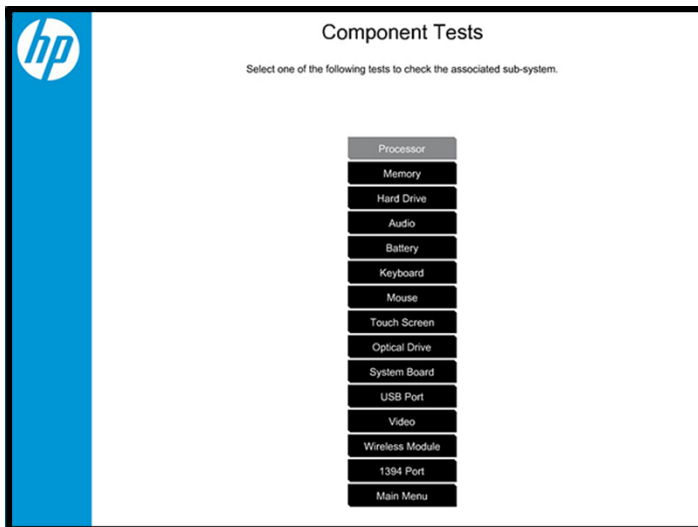 hp
Component Tests
Select one of the following tests to check the associated sub-system.
Processor
Memory
Hard Drive
Audio
Battery
Keyboard
Mouse
Touch Screen
Optical Drive
System Board
USB Port
Video
Wireless Module
1394 Port
Main Menu